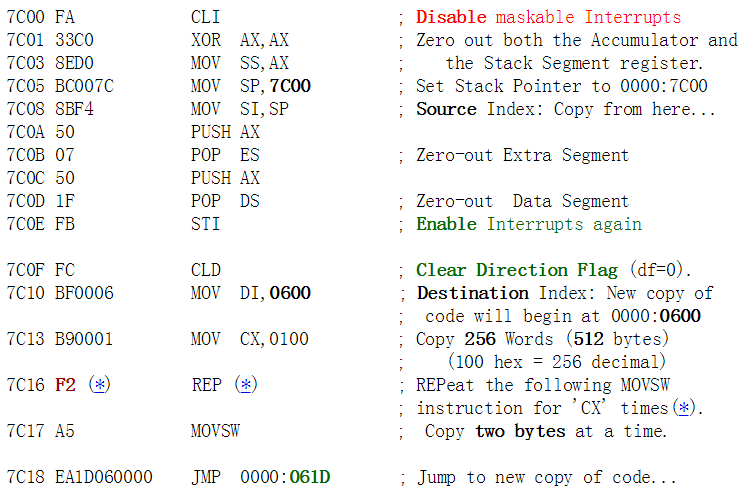 7C00 FA CLI ; Disable maskable Interrupts
7C01 33C0 XOR AX,AX ; Zero out both the Accumulator and
7C03 8ED0 MOV SS,AX ; the Stack Segment register.
7C05 BC007C MOV SP,7C00 ; Set Stack Pointer to 0000:7C00
7C08 8BF4 MOV SI,SP ; Source Index: Copy from here...
7C0A 50 PUSH AX
7C0B 07 POP ES ; Zero-out Extra Segment
7C0C 50 PUSH AX
7C0D 1F POP DS ; Zero-out Data Segment
7C0E FB STI ; Enable Interrupts again
7C0F FC CLD ; Clear Direction Flag (df=0).
7C10 BF0006 MOV DI,0600 ; Destination Index: New copy of
; code will begin at 0000:0600
7C13 B90001 MOV CX,0100 ; Copy 256 Words (512 bytes)
; (100 hex = 256 decimal)
7C16 F2 (*) REP (*) ; REPeat the following MOVSW
; instruction for 'CX' times(*).
7C17 A5 MOVSW ; Copy two bytes at a time.
7C18 EA1D060000 JMP 0000:061D ; Jump to new copy of code...